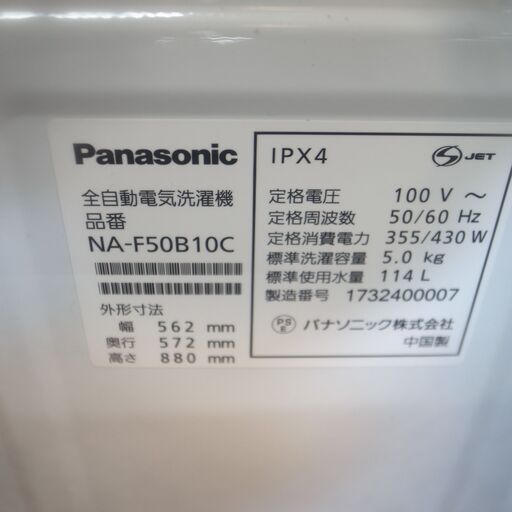 Panasonic
全自動電気洗濯機
品番
NA-F50B10C
外形寸法
幅 562 mm
奥行 572 mm
高さ 880 mm
IPX4
S JET
定格電圧 100 V ～
定格周波数 50/60 Hz
定格消費電力 355/430 W
標準洗濯容量 5.0 kg
標準使用水量 114 L
製造番号 1732400007
PS E パナソニック株式会社
中国製